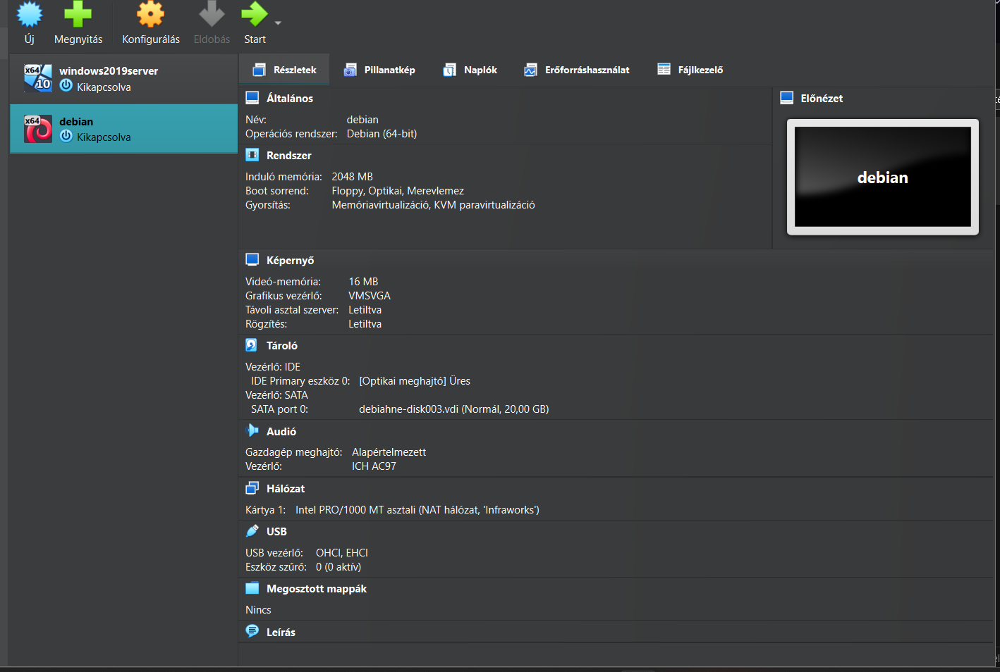 Új
Megnyitás
Konfigurálás
Eldobás
Start
x64
10
windows2019server
Kikapcsolva
x64
debian
Kikapcsolva
Részletek
Pillanatkép
Naplók
Erőforráshasználat
Fájlkezelő
Általános
Név: debian
Operációs rendszer: Debian (64-bit)
Előnézet
debian
Rendszer
Induló memória: 2048 MB
Boot sorrend: Floppy, Optikai, Merevlemez
Gyorsítás: Memóriavirtualizáció, KVM paravirtualizáció
Képernyő
Videó-memória: 16 MB
Grafikus vezérlő: VMSVGA
Távoli asztal szerver: Letiltva
Rögzítés: Letiltva
Tároló
Vezérlő: IDE
IDE Primary eszköz 0: [Optikai meghajtó] Üres
Vezérlő: SATA
SATA port 0: debiahne-disk003.vdi (Normál, 20,00 GB)
Audió
Gazdagép meghajtó: Alapértelmezett
Vezérlő: ICH AC97
Hálózat
Kártya 1: Intel PRO/1000 MT asztali (NAT hálózat, 'Infraworks')
USB
USB vezérlő: OHCI, EHCI
Eszköz szűrő: 0 (0 aktív)
Megosztott mappák
Nincs
Leírás